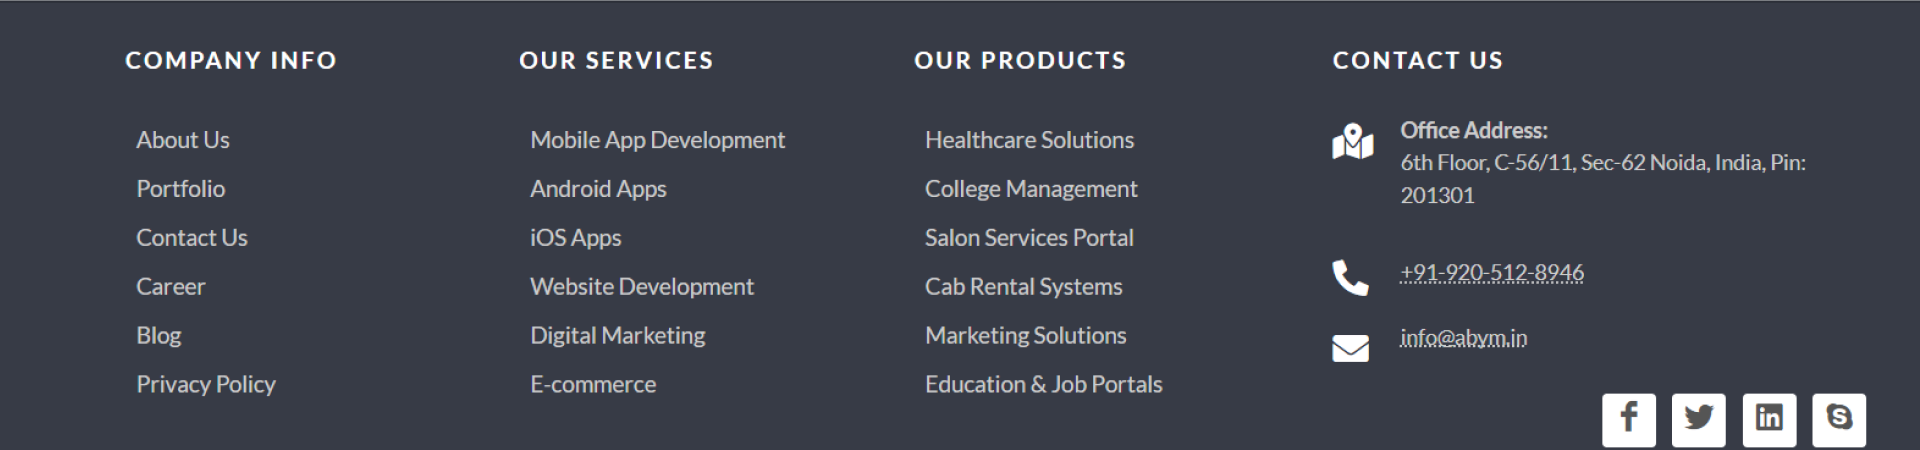 COMPANY INFO
About Us
Portfolio
Contact Us
Career
Blog
Privacy Policy
OUR SERVICES
Mobile App Development
Android Apps
iOS Apps
Website Development
Digital Marketing
E-commerce
OUR PRODUCTS
Healthcare Solutions
College Management
Salon Services Portal
Cab Rental Systems
Marketing Solutions
Education & Job Portals
CONTACT US
Office Address:
6th Floor, C-56/11, Sec-62 Noida, India, Pin:
201301
+91-920-512-8946
info@abym.in